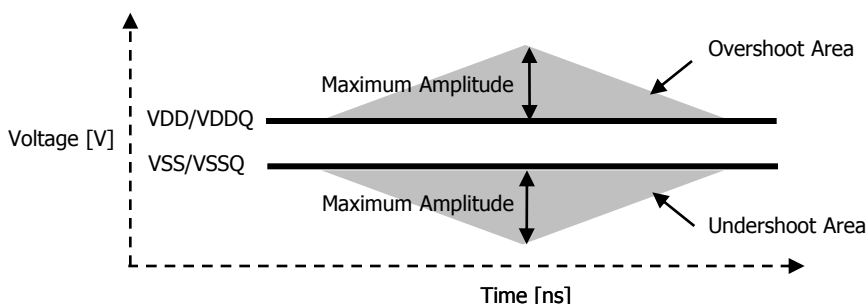 Overshoot Area
Maximum Amplitude
VDD/VDDQ
Voltage [V]
VSS/VSSQ
Maximum Amplitude
Undershoot Area
Time [ns]